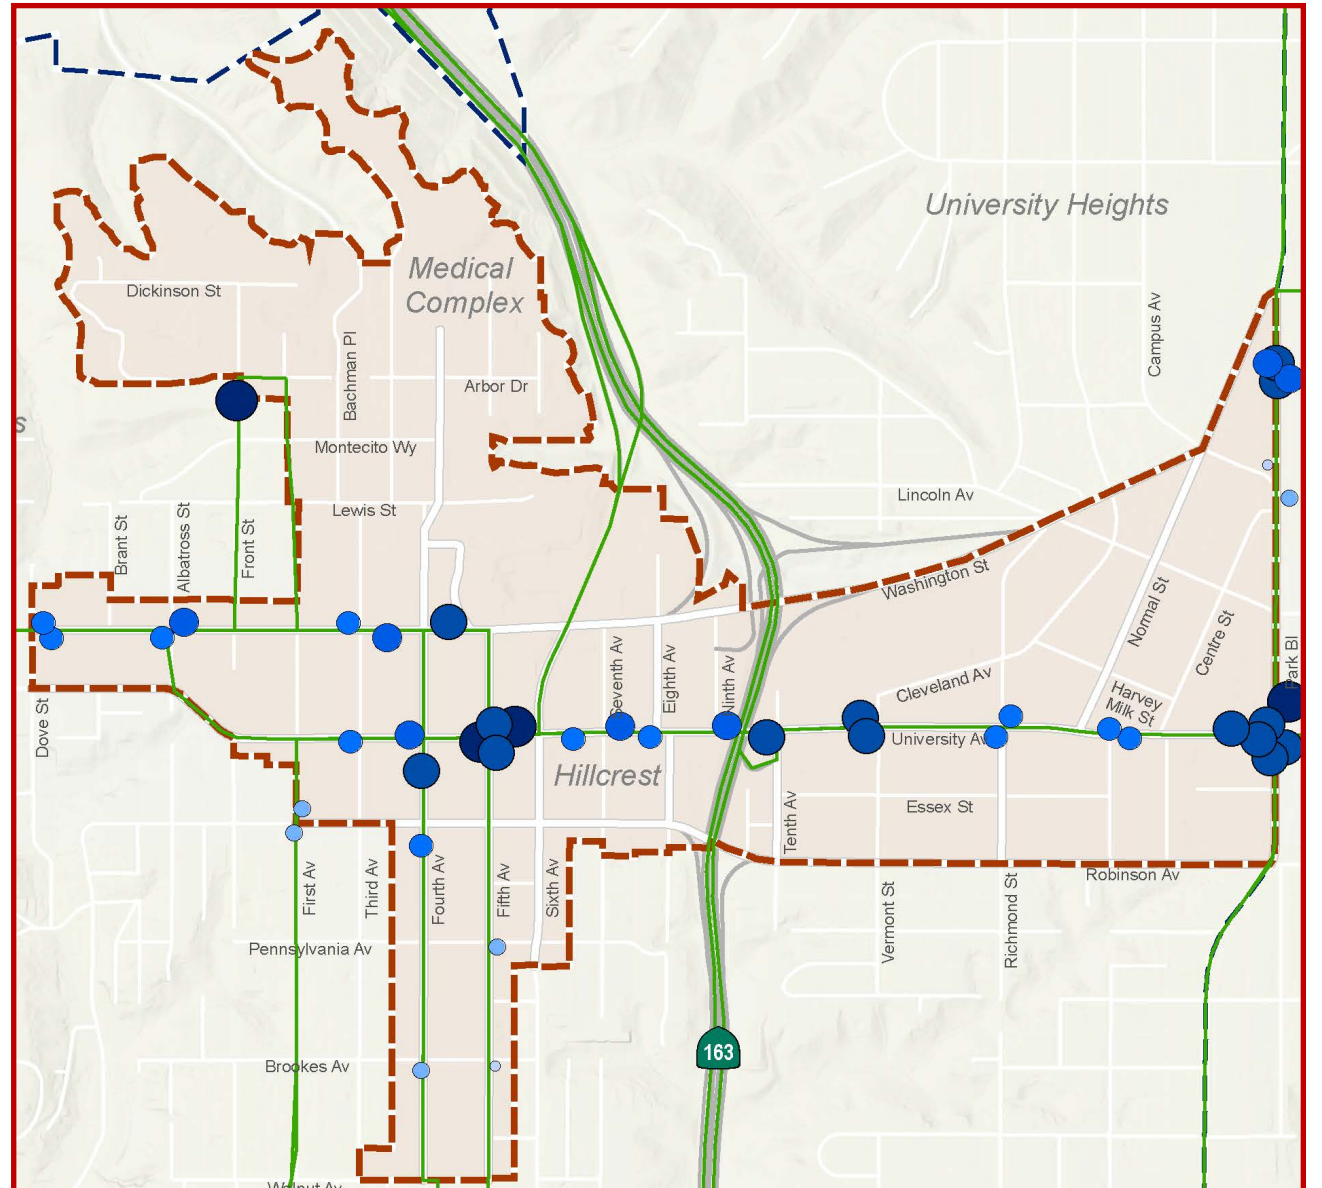 University Heights
Medical
Complex
Dickinson St
Campus Av
Bachman Pl
Arbor Dr
s
Montecito Wy
Lincoln Av
Lewis St
Brant St
Albatross St
Front St
Washington St
Normal St
Centre St
Park Bl
Seventh Av
Eighth Av
Ninth Av
Cleveland Av
Harvey
Milk St
Dove St
University Av
Hillcrest
Essex St
Tenth Av
First Av
Third Av
Fourth Av
Fifth Av
Sixth Av
Robinson Av
Vermont St
Richmond St
Pennsylvania Av
163
Brookes Av
Walnut Av